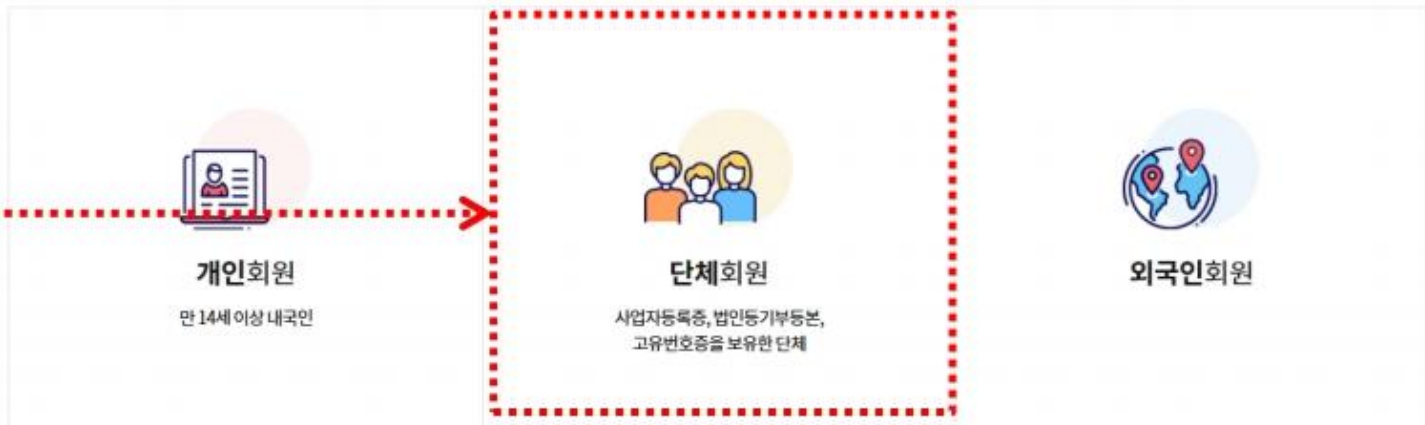 개인회원
만 14세 이상 내국인
단체회원
사업자등록증, 법인등기부등본,
고유번호증을 보유한 단체
외국인회원